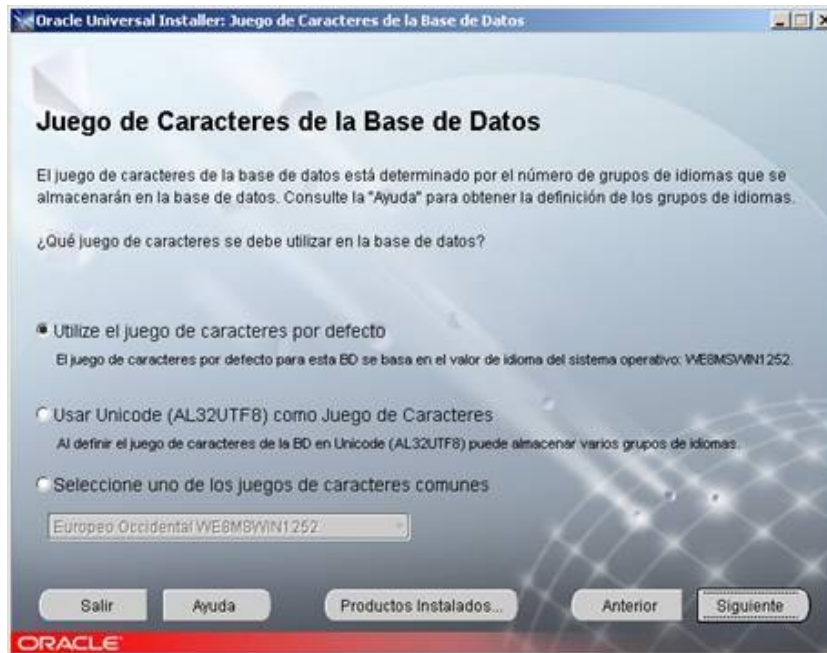 Oracle Universal Installer: Juego de Caracteres de la Base de Datos
Juego de Caracteres de la Base de Datos
El juego de caracteres de la base de datos está determinado por el número de grupos de idiomas que se
almacenarán en la base de datos. Consulte la "Ayuda" para obtener la definición de los grupos de idiomas.
¿Qué juego de caracteres se debe utilizar en la base de datos?
Utilize el juego de caracteres por defecto
El juego de caracteres por defecto para esta BD se basa en el valor de idioma del sistema operativo: WE8MSWIN1252.
Usar Unicode (AL32UTF8) como Juego de Caracteres
Al definir el juego de caracteres de la BD en Unicode (AL32UTF8) puede almacenar varios grupos de idiomas.
Seleccione uno de los juegos de caracteres comunes
Europeo Occidental WE8MSWIN1252
Salir Ayuda Productos Instalados... Anterior Siguiente
ORACLE